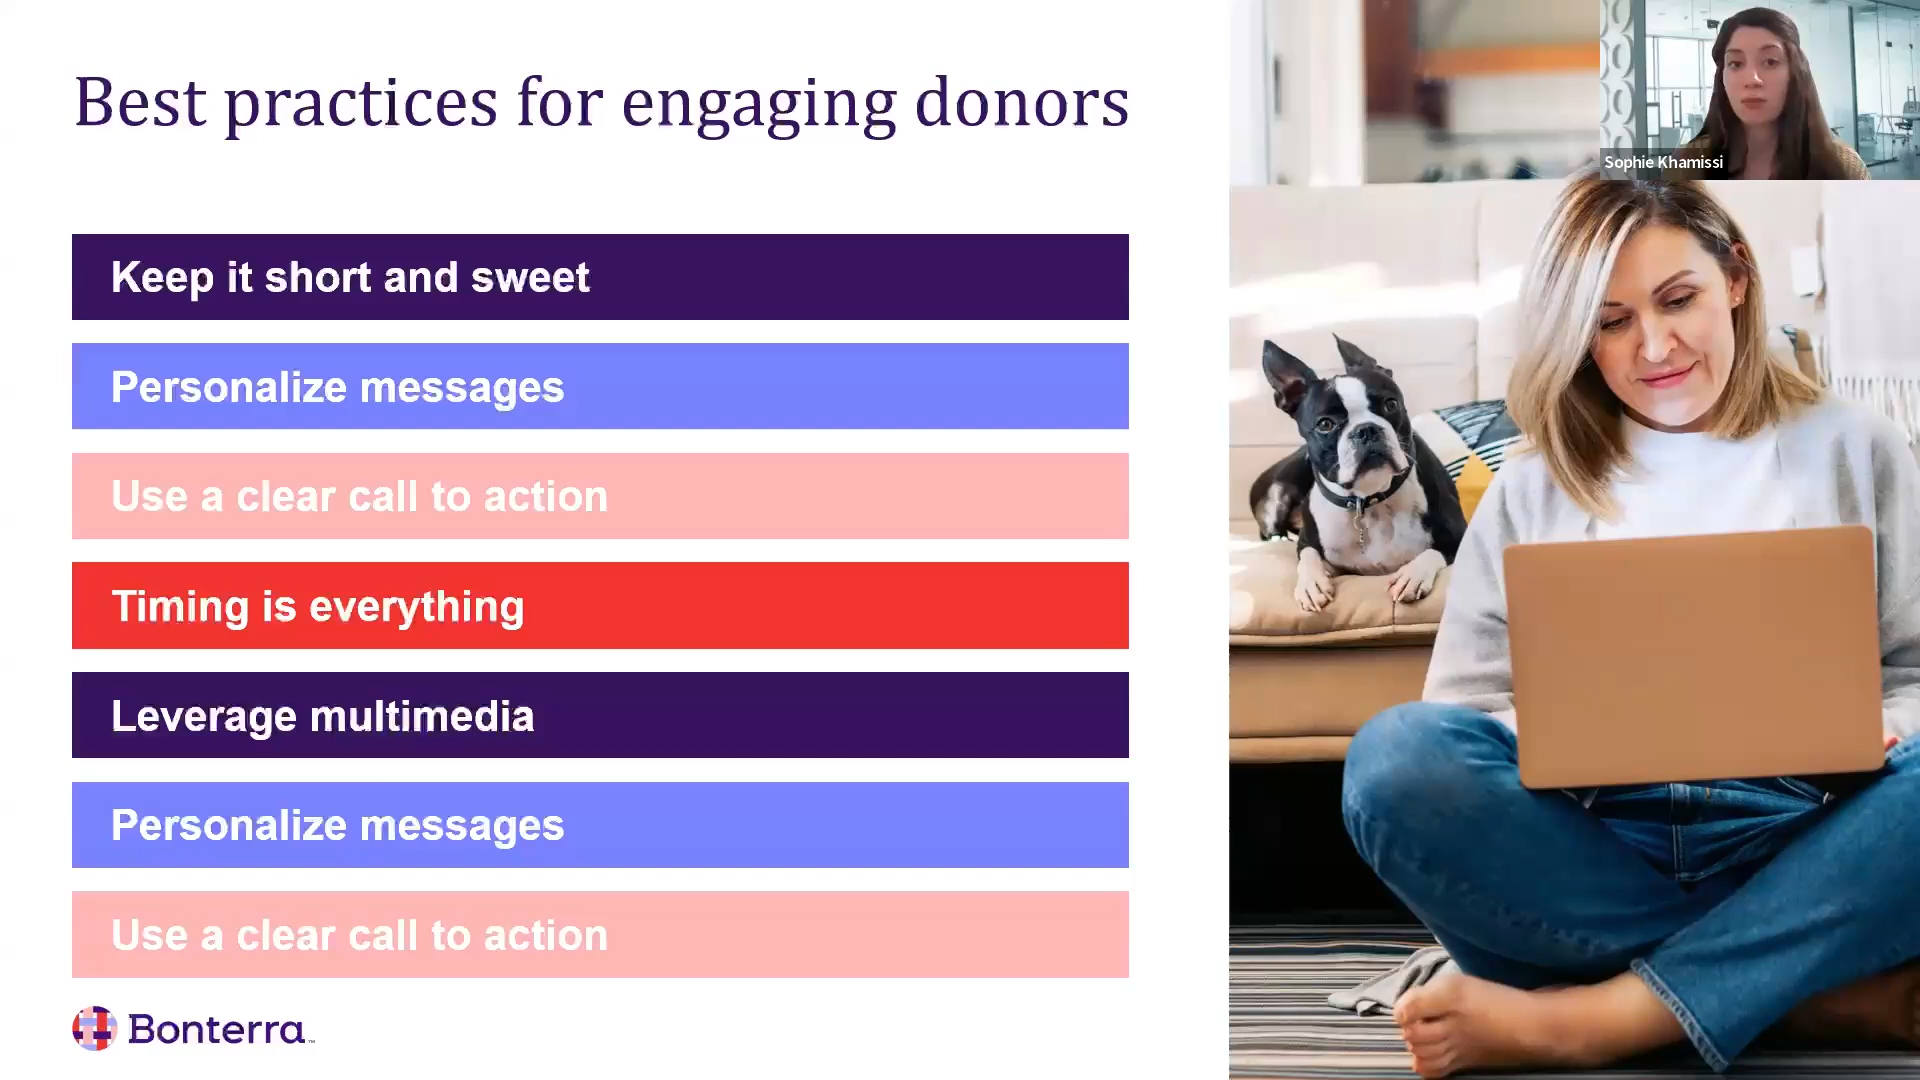 Best practices for engaging donors
Sophie Khamissi
Keep it short and sweet
Personalize messages
Use a clear call to action
Timing is everything
Leverage multimedia
Personalize messages
Use a clear call to action
Bonterra™